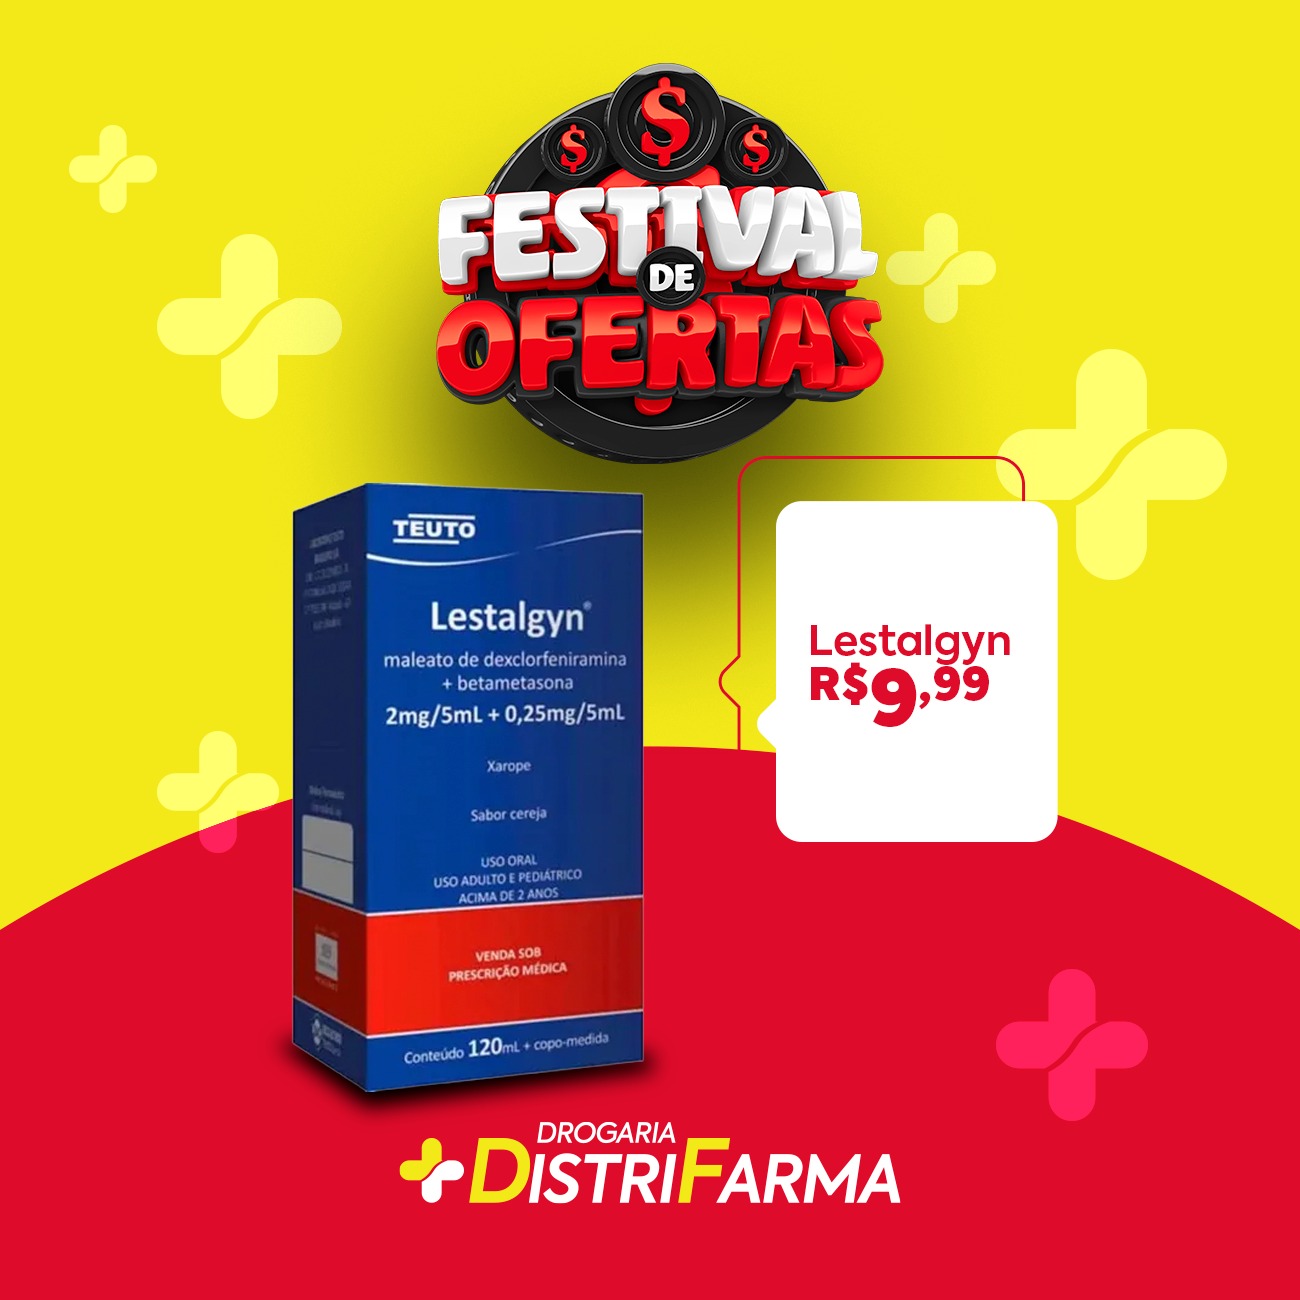 FESTIVAL
DE
OFERTAS
TEUTO
Lestalgyn®
maleato de dexclorfeniramina
+ betametasona
2mg/5mL + 0,25mg/5mL
Xarope
Sabor cereja
USO ORAL
USO ADULTO E PEDIÁTRICO
ACIMA DE 2 ANOS
VENDA SOB
PRESCRIÇÃO MÉDICA
Conteúdo 120mL + copo-medida
Lestalgyn
R$9,99
DROGARIA
DISTRIFARMA